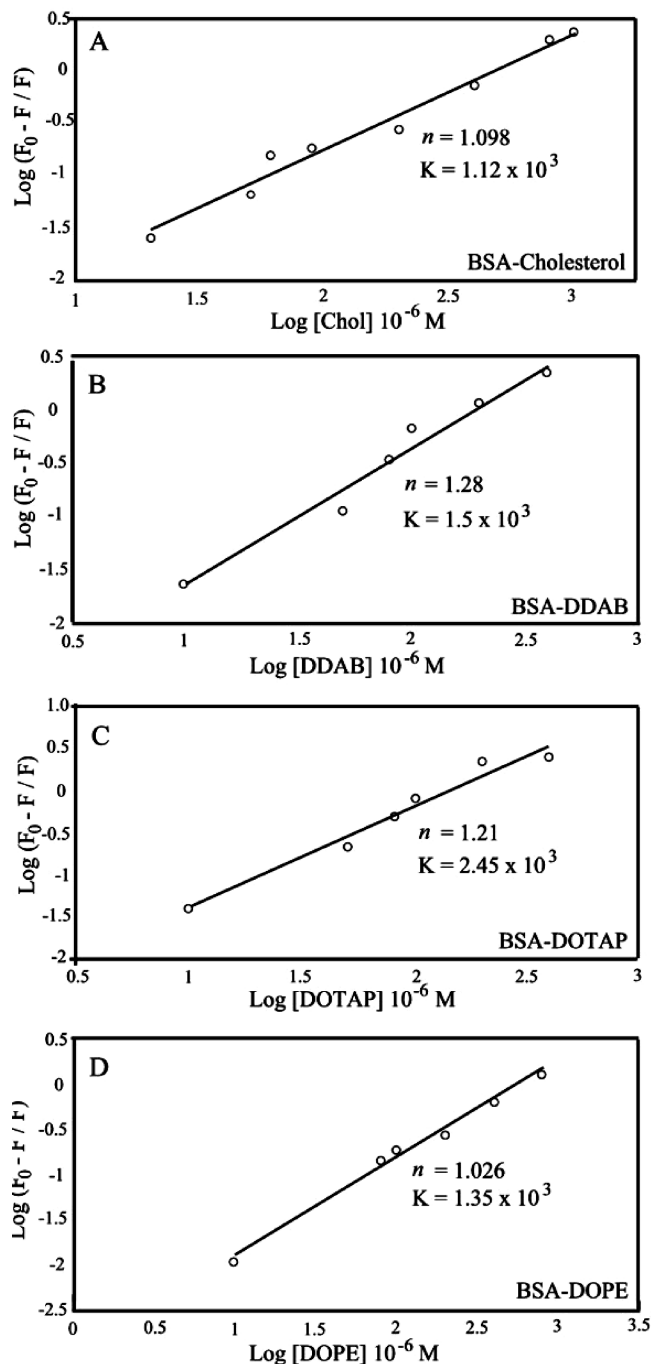 A
Log (F0 - F / F)
0.5
0
-0.5
-1
-1.5
-2
n = 1.098
K = 1.12 x 10^3
BSA-Cholesterol
1 1.5 2 2.5 3
Log [Chol] 10^-6 M
B
Log (F0 - F / F)
0.5
0
-0.5
-1
-1.5
-2
n = 1.28
K = 1.5 x 10^3
BSA-DDAB
0.5 1 1.5 2 2.5 3
Log [DDAB] 10^-6 M
C
Log (F0 - F / F)
1.0
0.5
0
-0.5
-1
-1.5
-2
n = 1.21
K = 2.45 x 10^3
BSA-DOTAP
0.5 1 1.5 2 2.5 3
Log [DOTAP] 10^-6 M
D
Log (F0 - F / F)
0.5
0
-0.5
-1
-1.5
-2
-2.5
n = 1.026
K = 1.35 x 10^3
BSA-DOPE
0 0.5 1 1.5 2 2.5 3 3.5
Log [DOPE] 10^-6 M